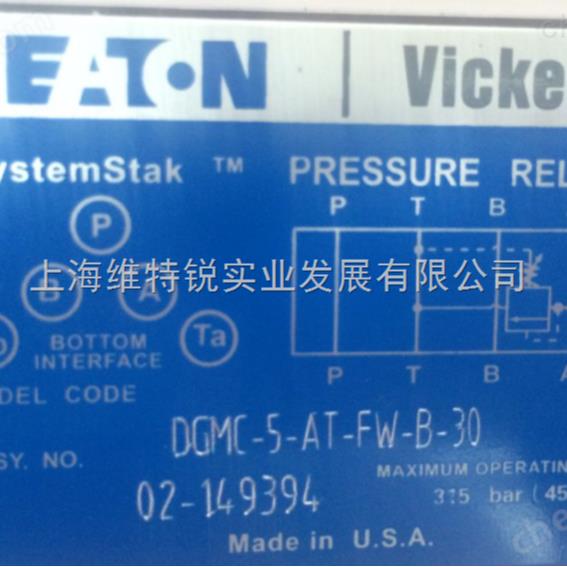 EATON | Vicke
ystemStak ™ PRESSURE REL
P T B
P
上海维特锐实业发展有限公司
B A
Ta
BOTTOM
INTERFACE
P T B A
DEL CODE
DGMC-5-AT-FW-B-30
SY. NO.
MAXIMUM OPERATIN
02-149394
315 bar (45
Made in U.S.A.